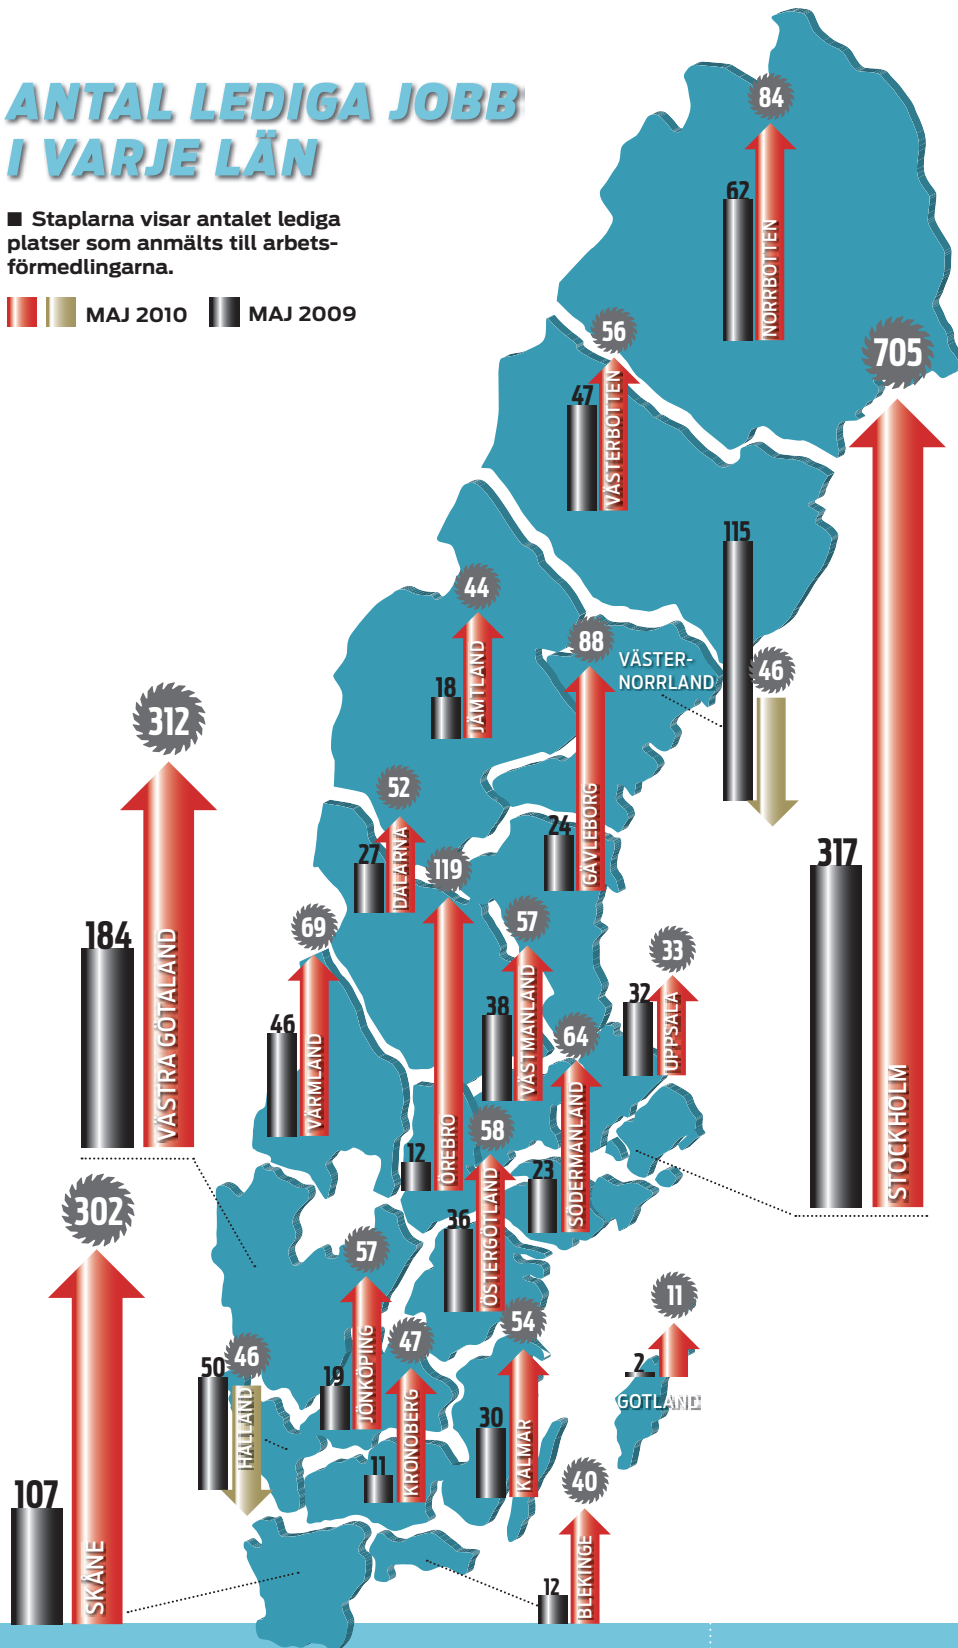 ANTAL LEDIGA JOBB
I VARJE LÄN
■ Staplarna visar antalet lediga
platser som anmälts till arbets-
förmedlingarna.
MAJ 2010 MAJ 2009
84
62
NORRBOTTEN
56
47
VÄSTERBOTTEN
705
317
STOCKHOLM
115
46
VÄSTER-
NORRLAND
44
18
JÄMTLAND
88
24
GÄVLEBORG
312
184
VÄSTRA GÖTALAND
52
27
DALARNA
119
12
ÖREBRO
69
46
VÄRMLAND
57
38
VÄSTMANLAND
33
32
UPPSALA
64
23
SÖDERMANLAND
58
36
ÖSTERGÖTLAND
302
107
SKÅNE
57
19
JÖNKÖPING
47
11
KRONOBERG
54
30
KALMAR
11
2
GOTLAND
50
46
HALLAND
40
12
BLEKINGE